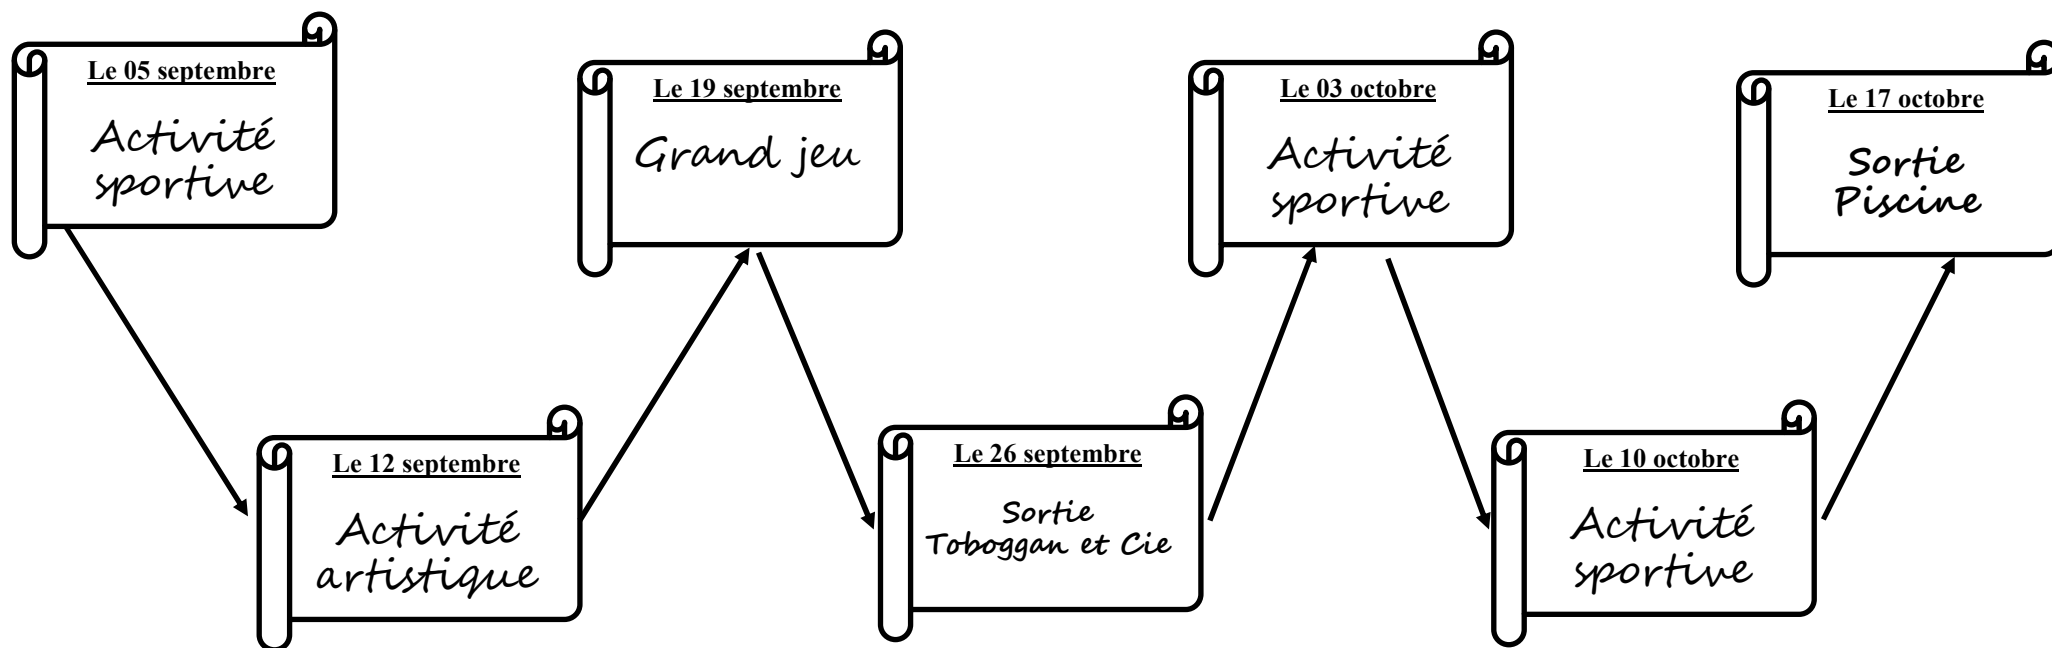 Le 05 septembre
Activité
sportive
Le 12 septembre
Activité
artistique
Le 19 septembre
Grand jeu
Le 26 septembre
Sortie
Toboggan et Cie
Le 03 octobre
Activité
sportive
Le 10 octobre
Activité
sportive
Le 17 octobre
Sortie
Piscine